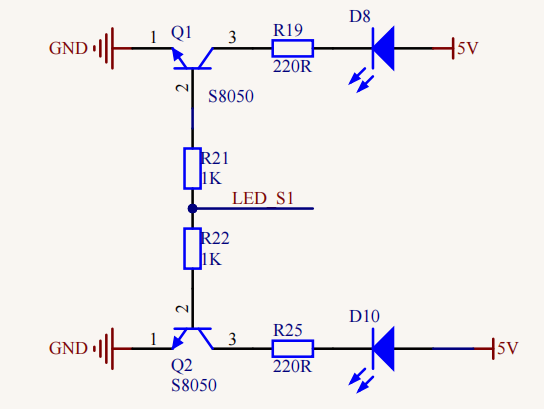 D8
Q1
R19
GND
1
3
5V
220R
2
S8050
R21
1K
LED_S1
R22
1K
2
D10
R25
GND
1
3
5V
Q2
220R
S8050